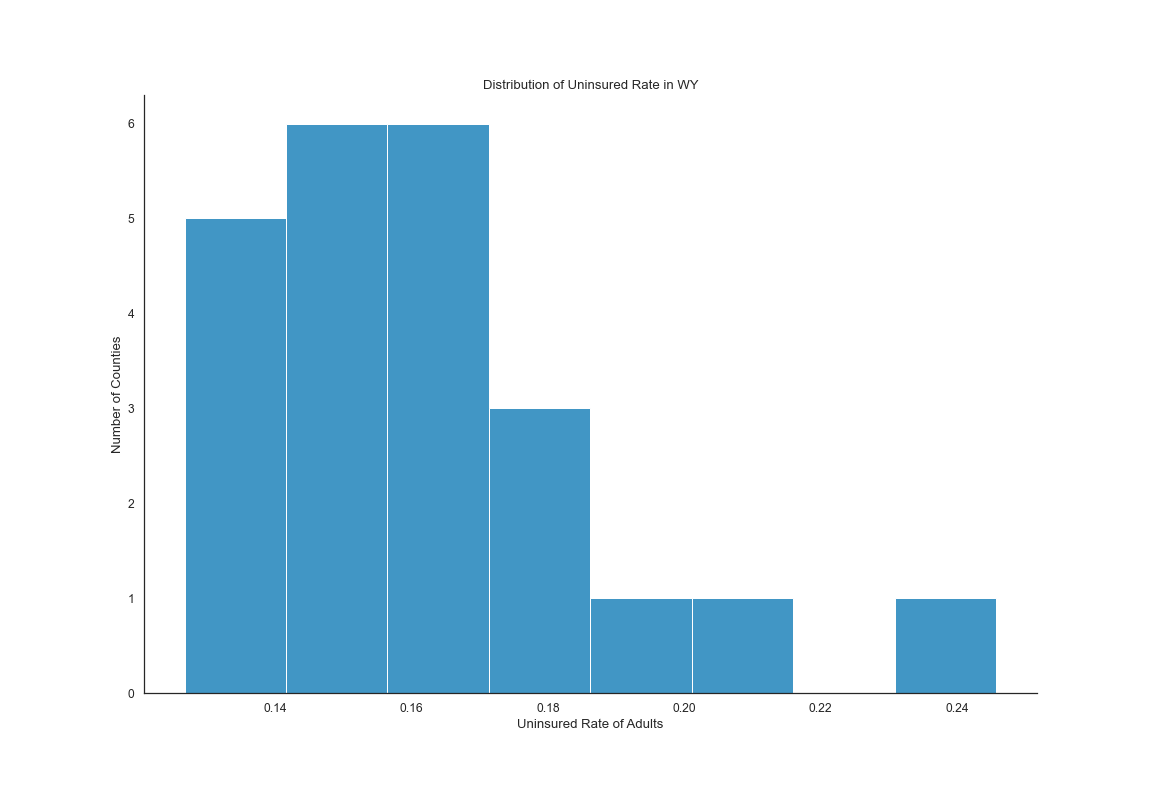 Distribution of Uninsured Rate in WY
Number of Counties
6
5
4
3
2
1
0
0.14 0.16 0.18 0.20 0.22 0.24
Uninsured Rate of Adults